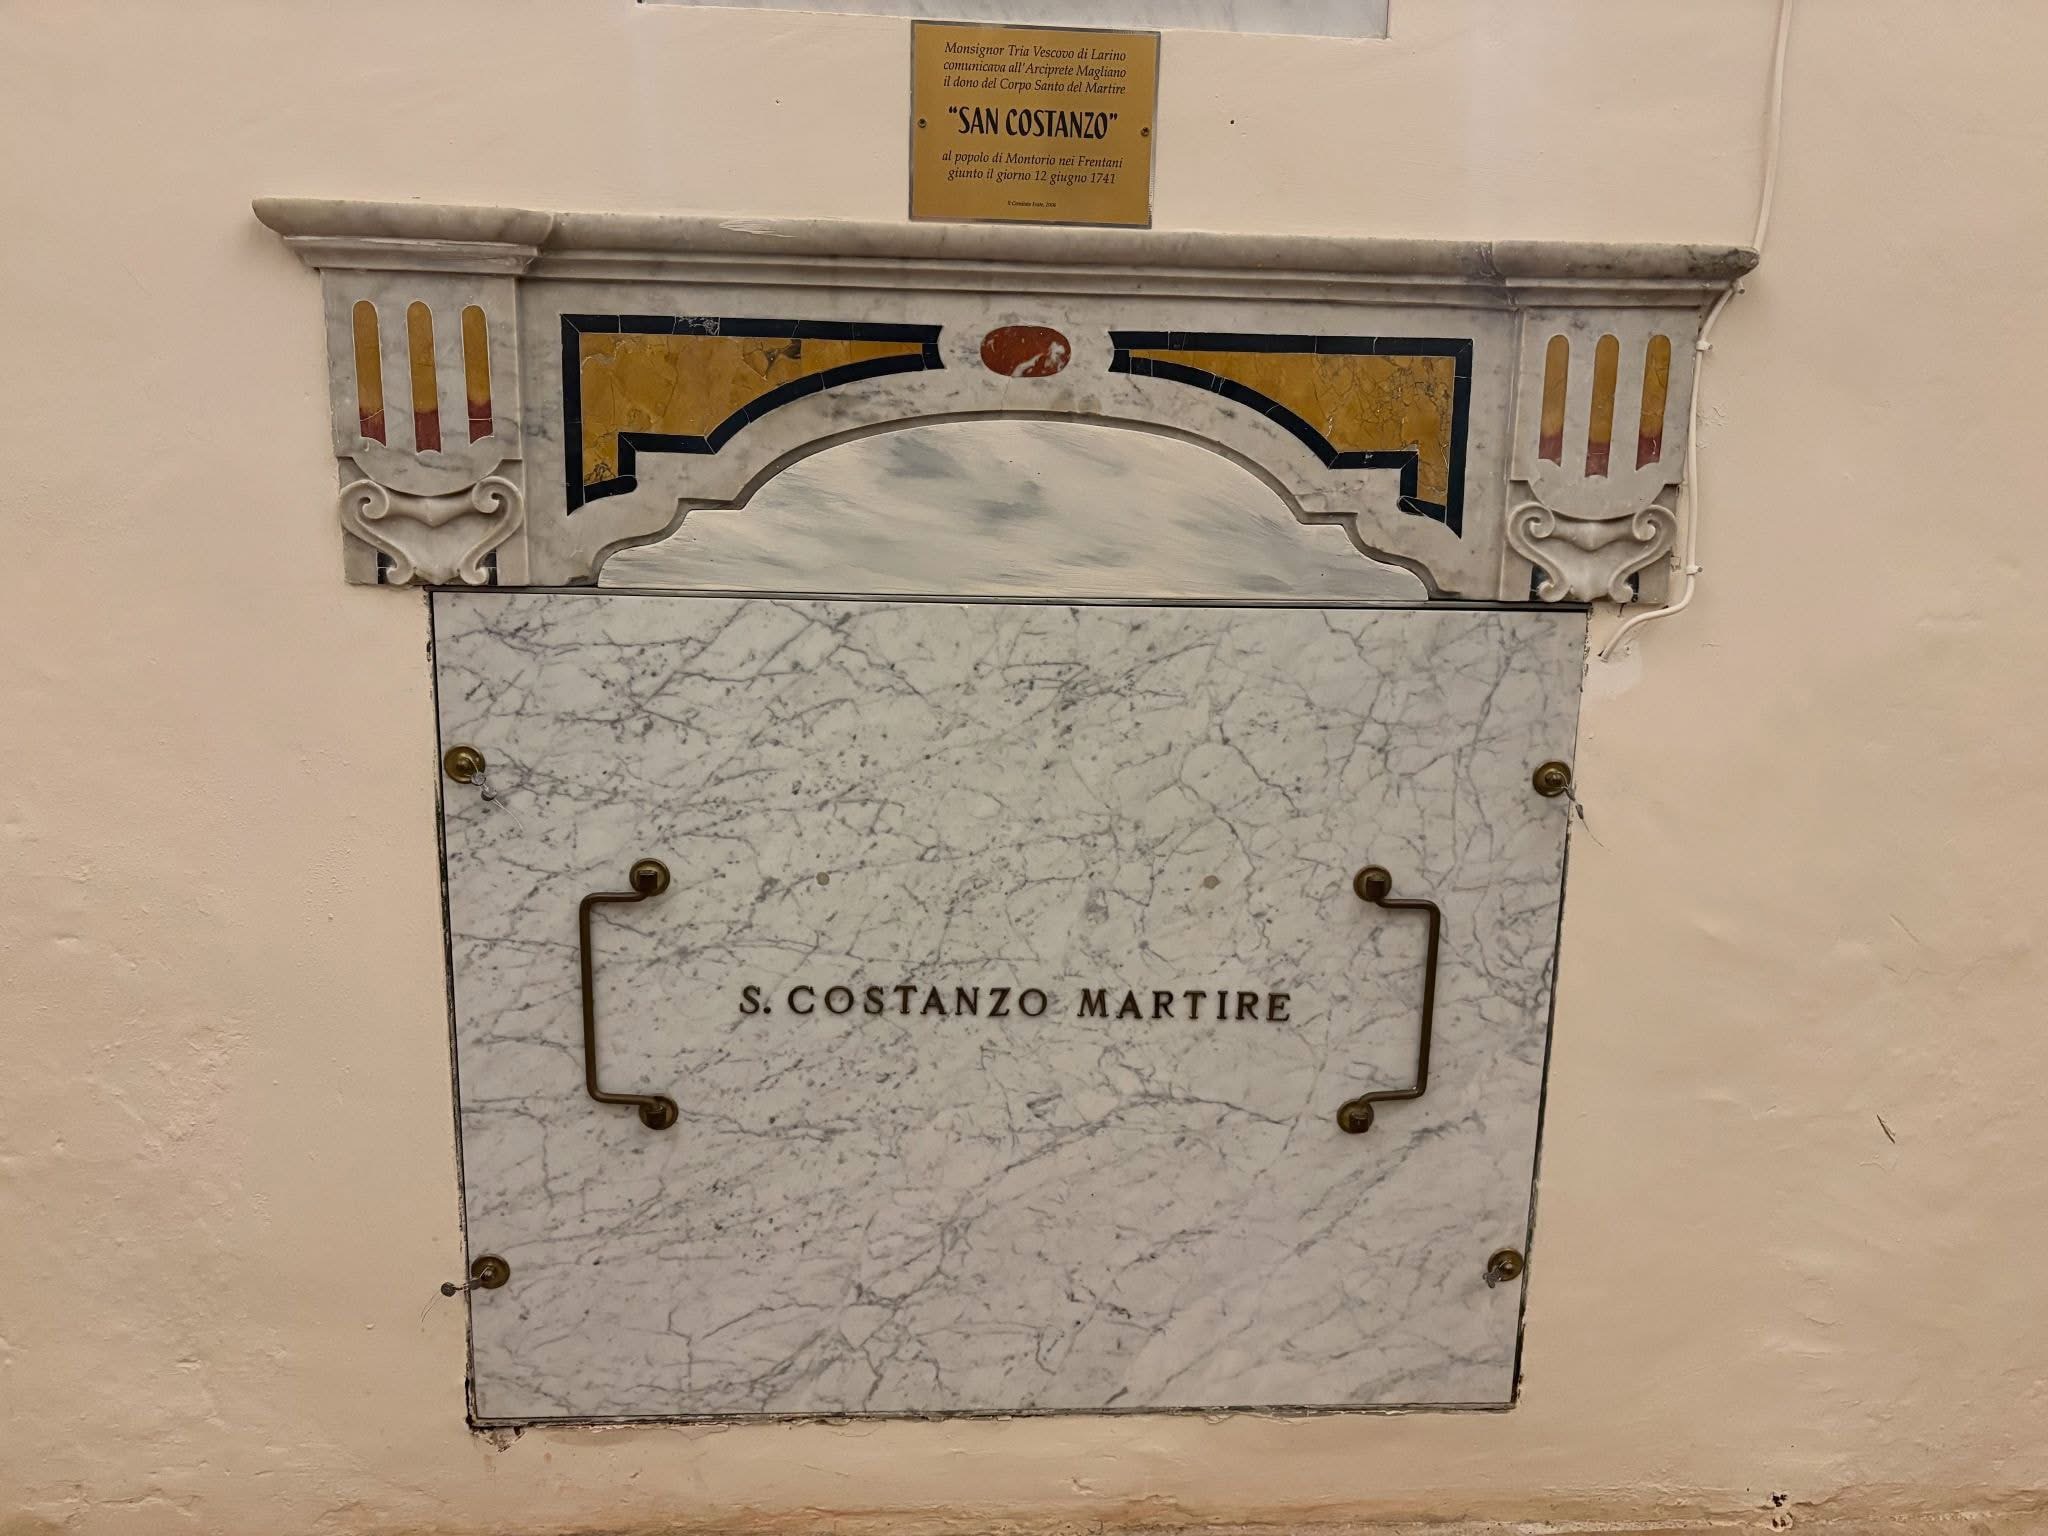 Monsignor Tria Vescovo di Larino
comunicava all'Arciprete Magliano
il dono del Corpo Santo del Martire
"SAN COSTANZO"
al popolo di Montorio nei Frentani
giunto il giorno 12 giugno 1741
S. COSTANZO MARTIRE